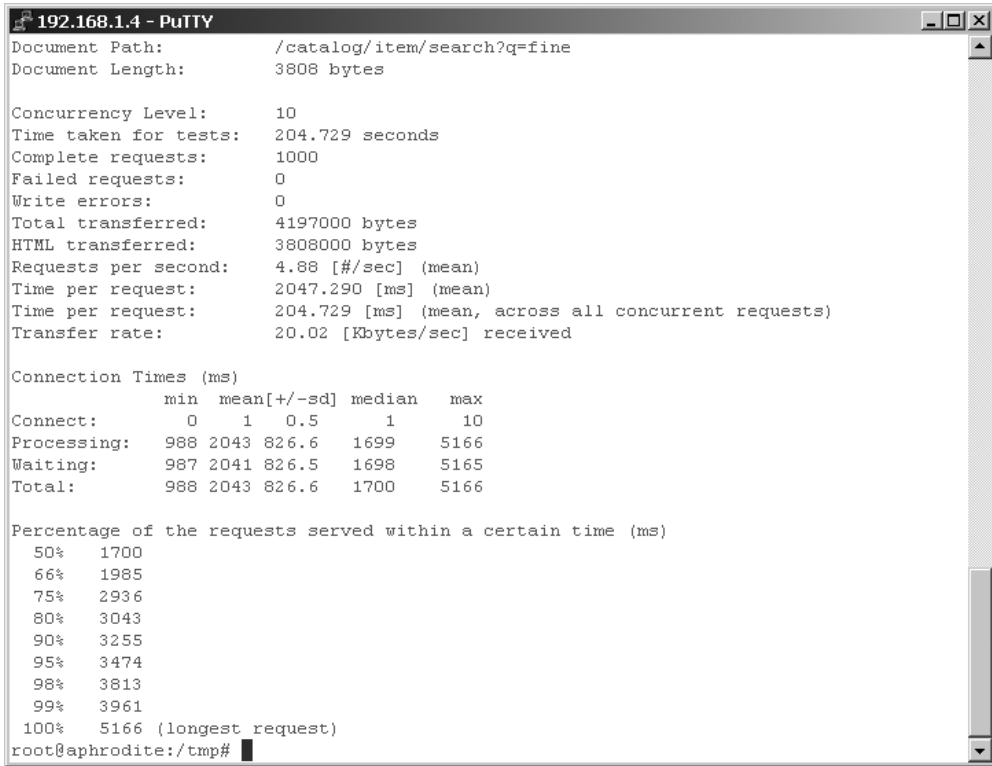 192.168.1.4 - PuTTY
Document Path:          /catalog/item/search?q=fine
Document Length:        3808 bytes

Concurrency Level:      10
Time taken for tests:   204.729 seconds
Complete requests:      1000
Failed requests:        0
Write errors:           0
Total transferred:      4197000 bytes
HTML transferred:       3808000 bytes
Requests per second:    4.88 [#/sec] (mean)
Time per request:       2047.290 [ms] (mean)
Time per request:       204.729 [ms] (mean, across all concurrent requests)
Transfer rate:          20.02 [Kbytes/sec] received

Connection Times (ms)
              min  mean[+/-sd] median   max
Connect:        0    1   0.5      1      10
Processing:   988 2043 826.6   1699    5166
Waiting:      987 2041 826.5   1698    5165
Total:        988 2043 826.6   1700    5166

Percentage of the requests served within a certain time (ms)
  50%   1700
  66%   1985
  75%   2936
  80%   3043
  90%   3255
  95%   3474
  98%   3813
  99%   3961
 100%   5166 (longest request)
root@aphrodite:/tmp#